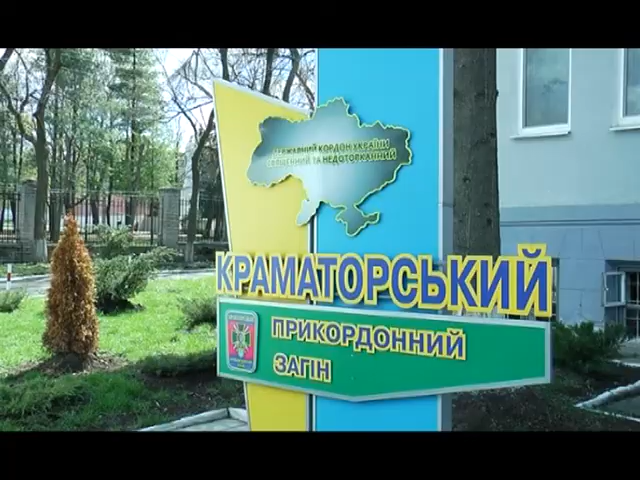 ДЕРЖАВНИЙ КОРДОН УКРАЇНИ
СВЯЩЕННИЙ ТА НЕДОТОРКАННИЙ
КРАМАТОРСЬКИЙ
ПРИКОРДОННИЙ
ЗАГІН